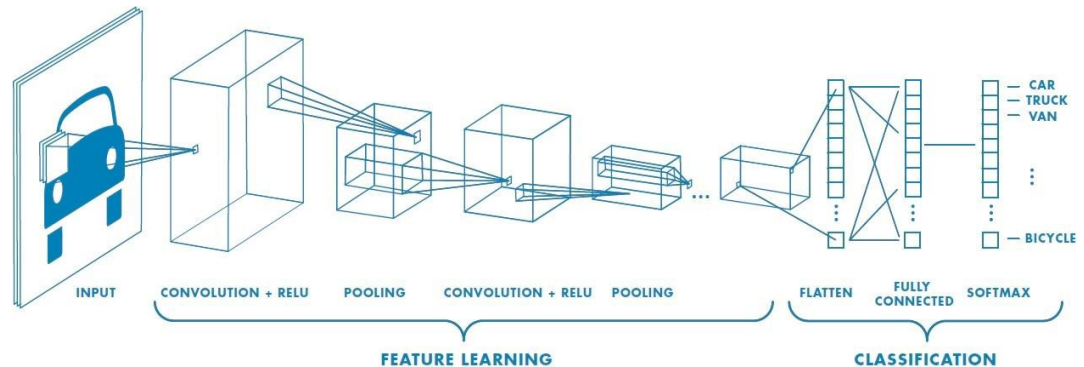 CAR
TRUCK
VAN
BICYCLE
INPUT
CONVOLUTION + RELU
POOLING
CONVOLUTION + RELU
POOLING
FLATTEN
FULLY
CONNECTED
SOFTMAX
FEATURE LEARNING
CLASSIFICATION